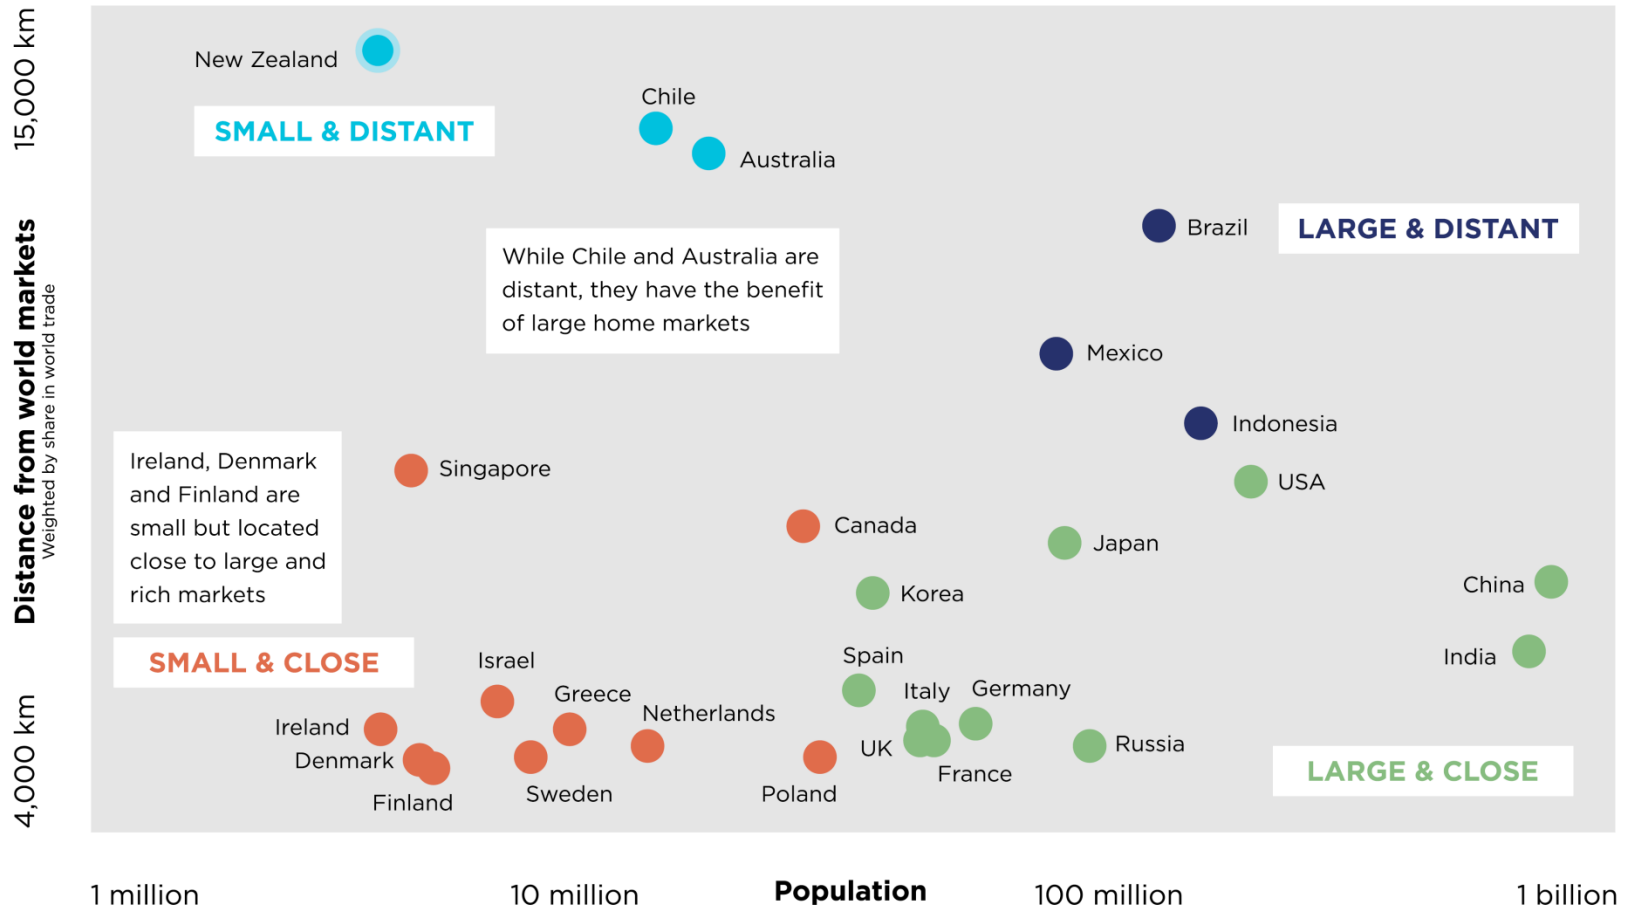 15,000 km
New Zealand
SMALL & DISTANT
Chile
Australia
Brazil
LARGE & DISTANT
While Chile and Australia are
distant, they have the benefit
of large home markets
Mexico
Indonesia
Distance from world markets
Weighted by share in world trade
Ireland, Denmark
and Finland are
small but located
close to large and
rich markets
Singapore
USA
Canada
Japan
Korea
China
India
SMALL & CLOSE
Israel
Spain
Greece
Italy
Germany
Netherlands
Ireland
UK
Russia
Denmark
France
LARGE & CLOSE
Finland
Sweden
Poland
4,000 km
1 million
10 million
Population
100 million
1 billion